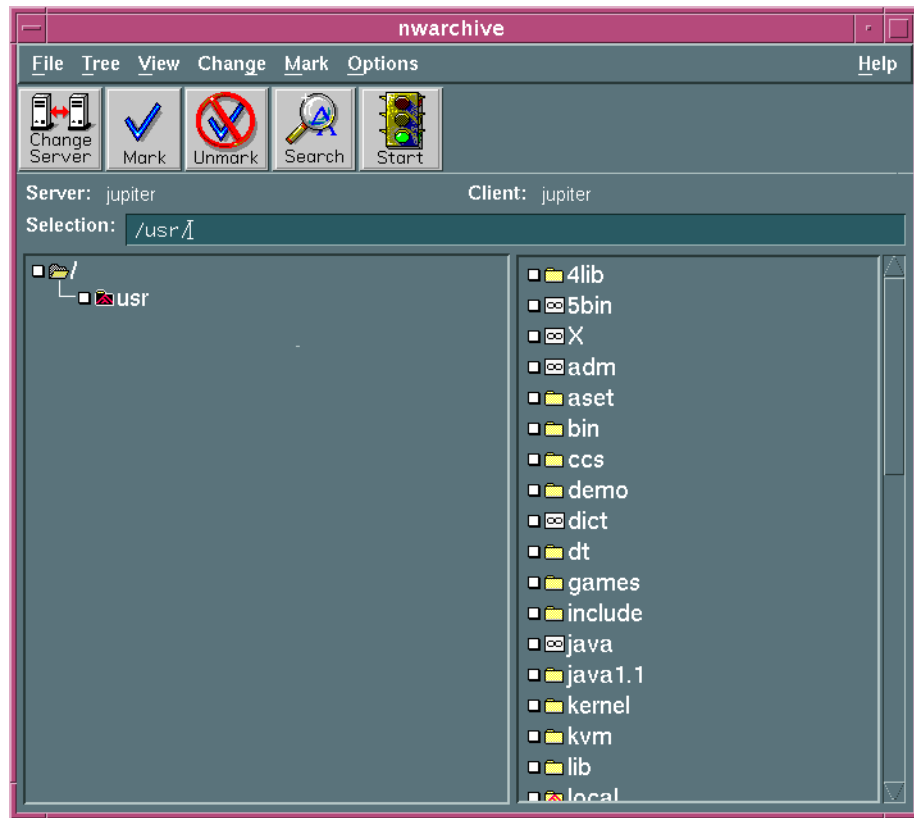 nwarchive
File Tree View Change Mark Options Help
Change Server Mark Unmark Search Start
Server: jupiter Client: jupiter
Selection: /usr/
/
usr
4lib
5bin
X
adm
aset
bin
ccs
demo
dict
dt
games
include
java
java1.1
kernel
kvm
lib
local